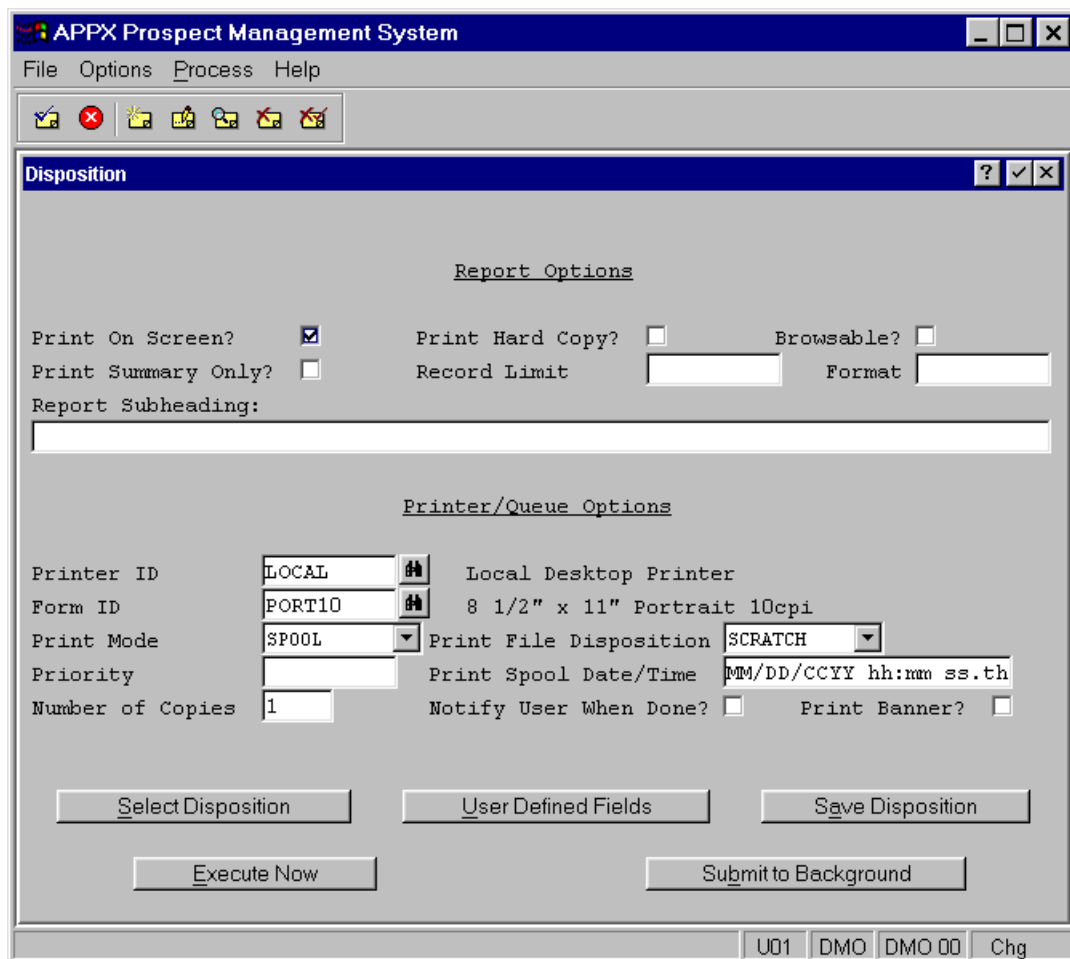 APPX Prospect Management System
File Options Process Help
Disposition
Report Options
Print On Screen? Print Hard Copy? Browsable?
Print Summary Only? Record Limit Format
Report Subheading:
Printer/Queue Options
Printer ID LOCAL Local Desktop Printer
Form ID PORT10 8 1/2" x 11" Portrait 10cpi
Print Mode SPOOL Print File Disposition SCRATCH
Priority Print Spool Date/Time MM/DD/CCYY hh:mm ss.th
Number of Copies 1 Notify User When Done? Print Banner?
Select Disposition User Defined Fields Save Disposition
Execute Now Submit to Background
U01 DMO DMO 00 Chg